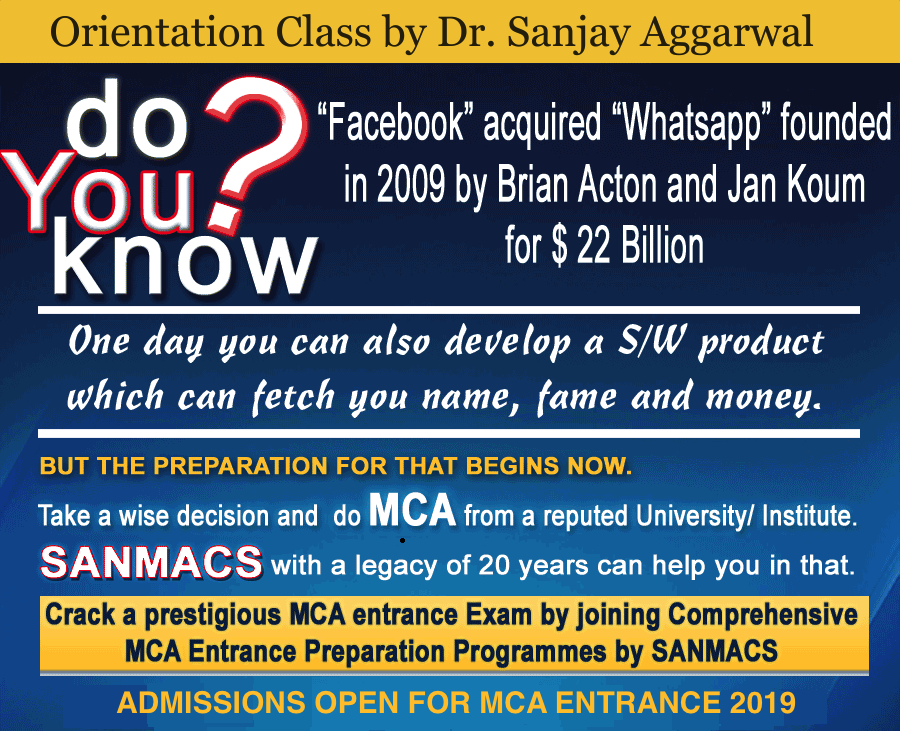 Orientation Class by Dr. Sanjay Aggarwal
do
You
know
?
“Facebook” acquired “Whatsapp” founded
in 2009 by Brian Acton and Jan Koum
for $ 22 Billion
One day you can also develop a S/W product
which can fetch you name, fame and money.
BUT THE PREPARATION FOR THAT BEGINS NOW.
Take a wise decision and do MCA from a reputed University/ Institute.
SANMACS with a legacy of 20 years can help you in that.
Crack a prestigious MCA entrance Exam by joining Comprehensive
MCA Entrance Preparation Programmes by SANMACS
ADMISSIONS OPEN FOR MCA ENTRANCE 2019